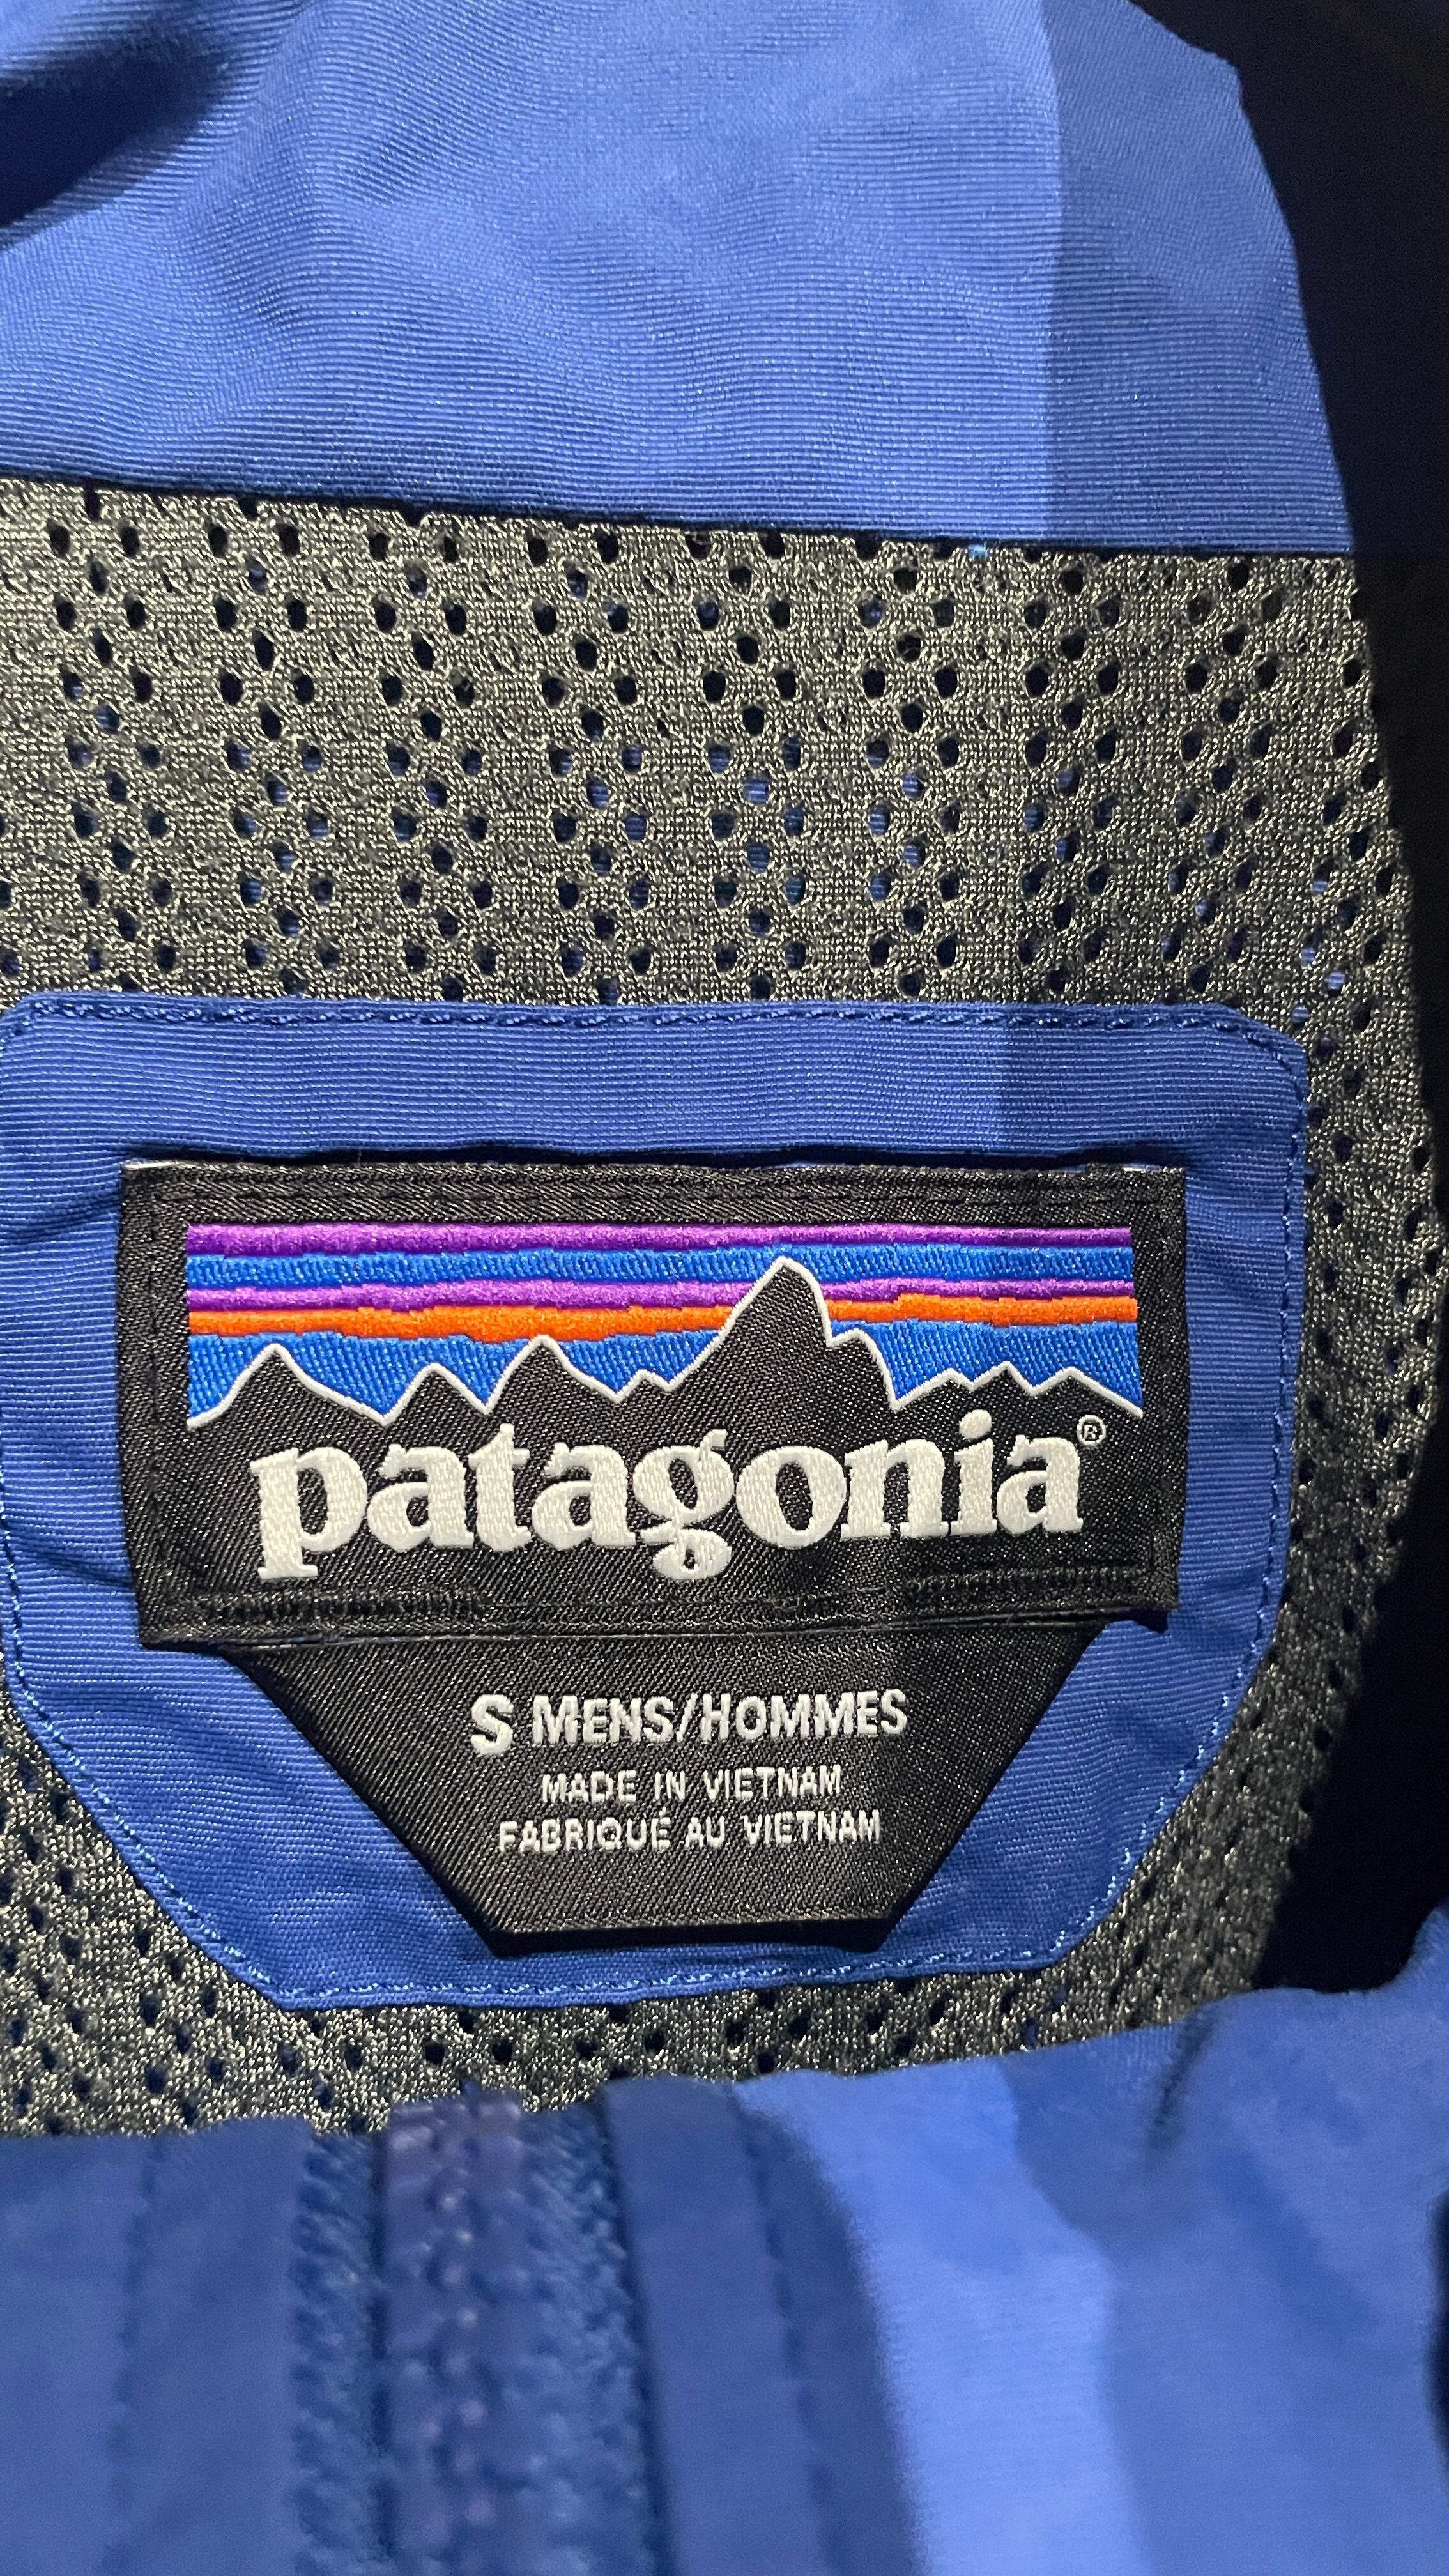 patagonia®
S MENS/HOMMES
MADE IN VIETNAM
FABRIQUÉ AU VIETNAM